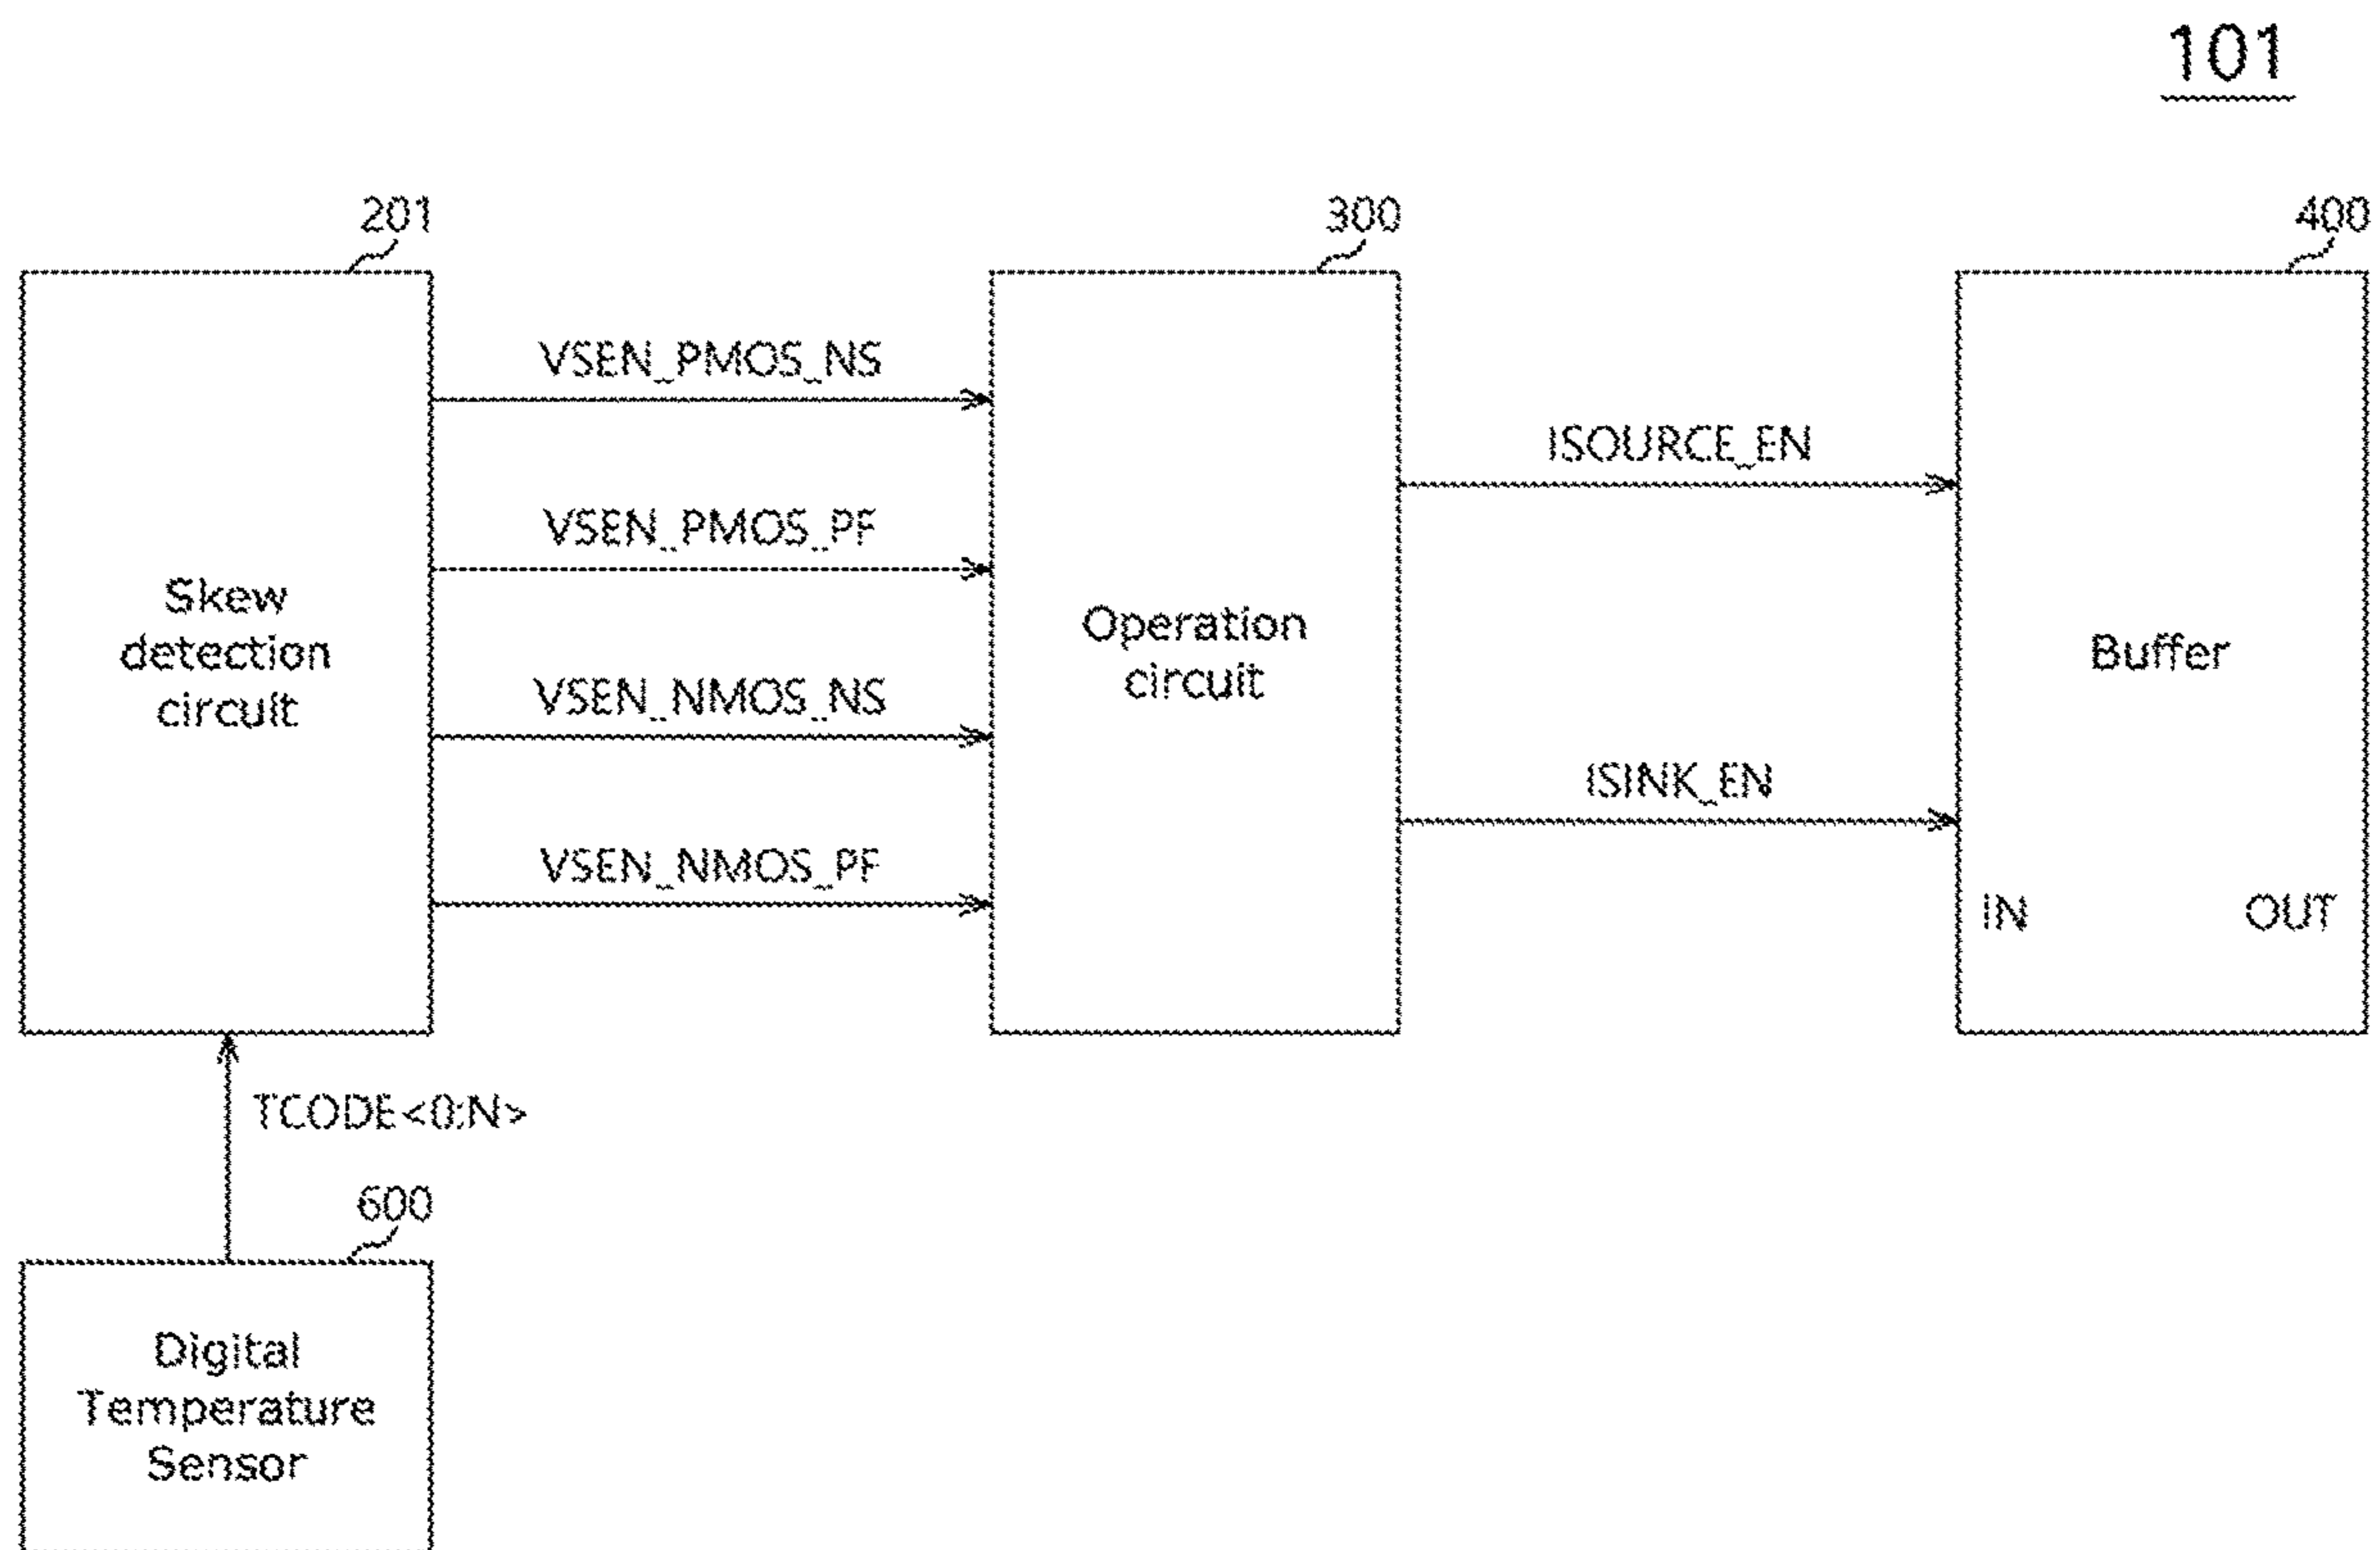 101
201
300
400
VSEN_PMOS_NS
VSEN_PMOS_PF
VSEN_NMOS_NS
VSEN_NMOS_PF
Skew
detection
circuit
Operation
circuit
ISOURCE_EN
ISINK_EN
Buffer
IN
OUT
TCODE<0:N>
600
Digital
Temperature
Sensor